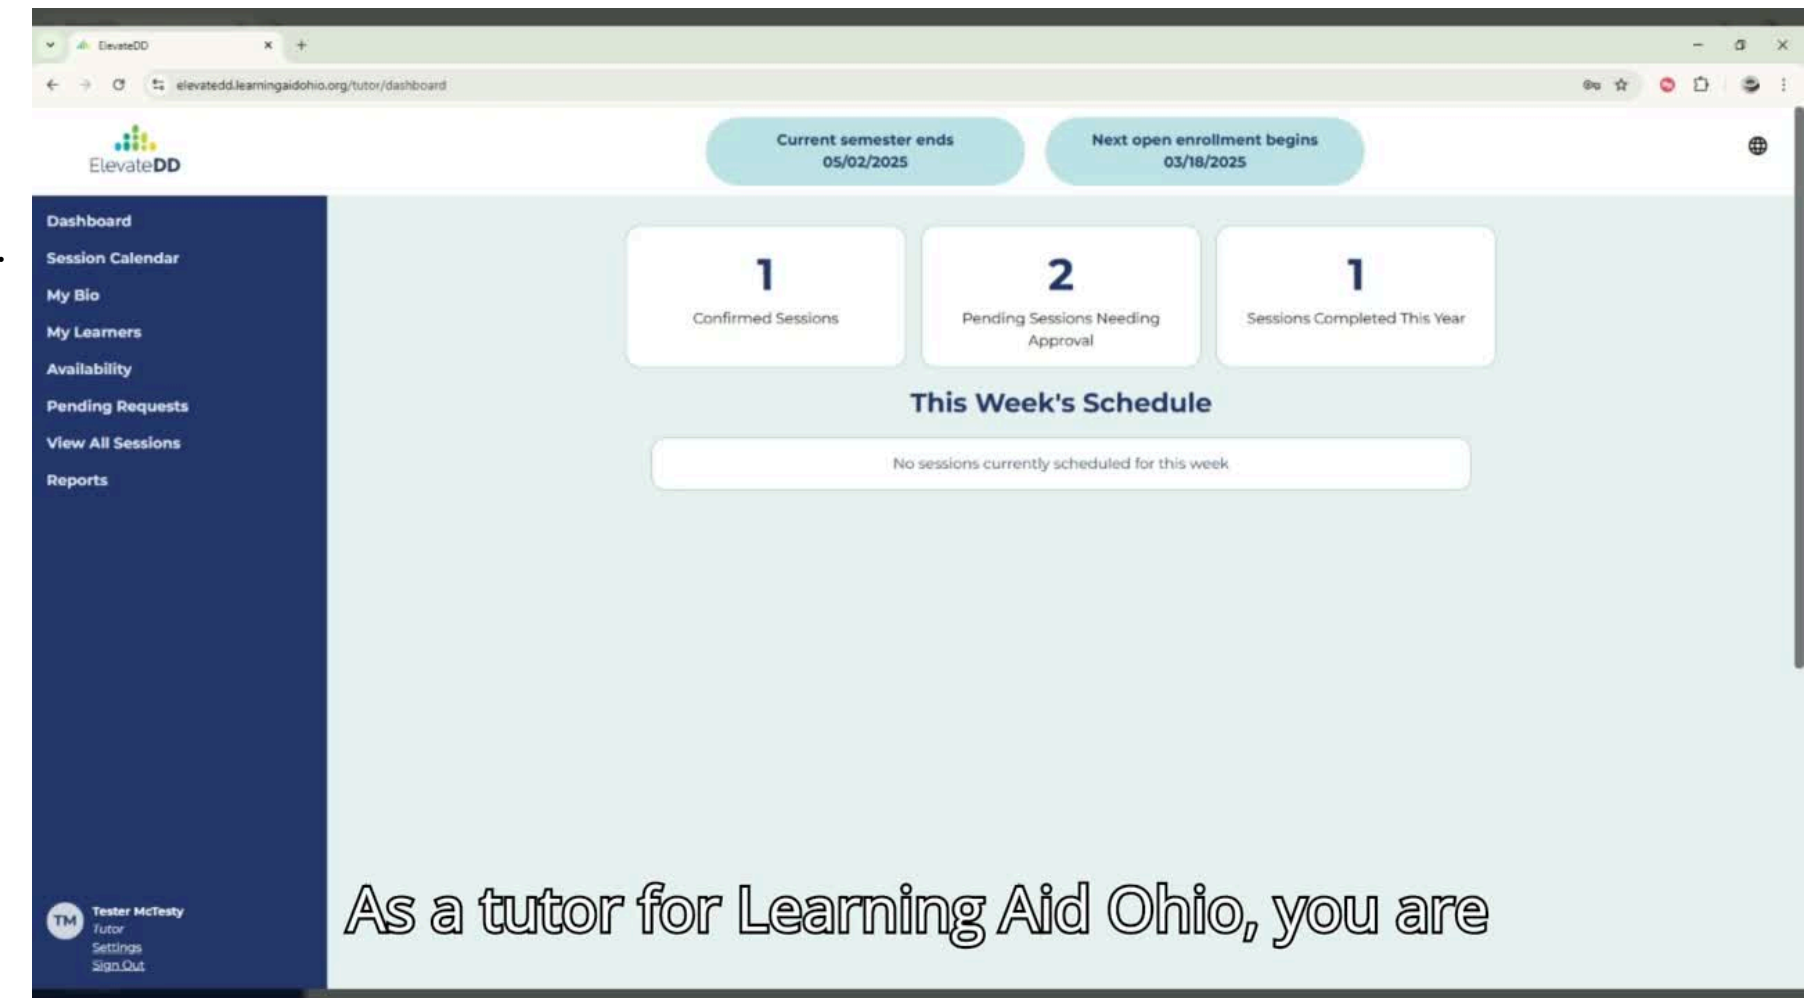 ElevateDD
elevatedd.learningaidohio.org/tutor/dashboard
ElevateDD
Current semester ends
05/02/2025
Next open enrollment begins
03/18/2025
Dashboard
Session Calendar
My Bio
My Learners
Availability
Pending Requests
View All Sessions
Reports
1
Confirmed Sessions
2
Pending Sessions Needing
Approval
1
Sessions Completed This Year
This Week's Schedule
No sessions currently scheduled for this week
TM
Tester McTesty
Tutor
Settings
Sign Out
As a tutor for Learning Aid Ohio, you are